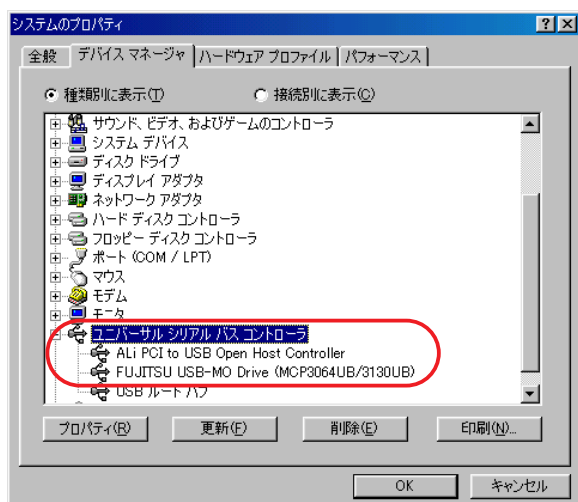 システムのプロパティ
全般 デバイス マネージャ ハードウェア プロファイル パフォーマンス
種類別に表示(T) 接続別に表示(C)
サウンド、ビデオ、およびゲームのコントローラ
システム デバイス
ディスク ドライブ
ディスプレイ アダプタ
ネットワーク アダプタ
ハード ディスク コントローラ
フロッピー ディスク コントローラ
ポート (COM / LPT)
マウス
モデム
モニタ
ユニバーサル シリアル バス コントローラ
ALi PCI to USB Open Host Controller
FUJITSU USB-MO Drive (MCP3064UB/3130UB)
USB ルート ハブ
プロパティ(R) 更新(F) 削除(E) 印刷(N)...
OK キャンセル